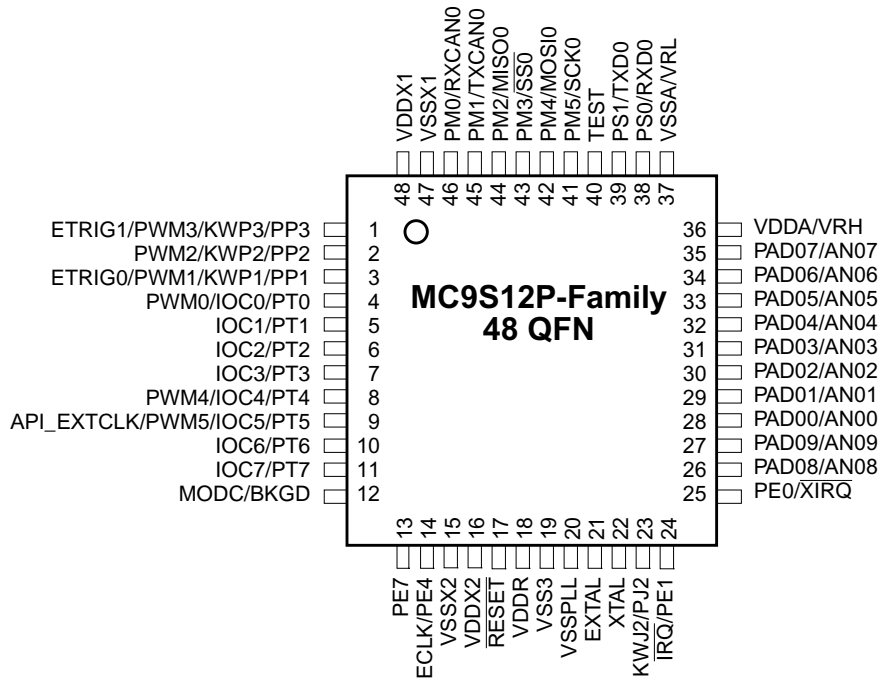 VDDX1
VSSX1
PM0/RXCAN0
PM1/TXCAN0
PM2/MISO0
PM3/SS0
PM4/MOSI0
PM5/SCK0
TEST
PS1/TXD0
PS0/RXD0
VSSA/VRL
48
47
46
45
44
43
42
41
40
39
38
37
ETRIG1/PWM3/KWP3/PP3 1
PWM2/KWP2/PP2 2
ETRIG0/PWM1/KWP1/PP1 3
PWM0/IOC0/PT0 4
IOC1/PT1 5
IOC2/PT2 6
IOC3/PT3 7
PWM4/IOC4/PT4 8
API_EXTCLK/PWM5/IOC5/PT5 9
IOC6/PT6 10
IOC7/PT7 11
MODC/BKGD 12
MC9S12P-Family
48 QFN
36 VDDA/VRH
35 PAD07/AN07
34 PAD06/AN06
33 PAD05/AN05
32 PAD04/AN04
31 PAD03/AN03
30 PAD02/AN02
29 PAD01/AN01
28 PAD00/AN00
27 PAD09/AN09
26 PAD08/AN08
25 PE0/XIRQ
13
14
15
16
17
18
19
20
21
22
23
24
PE7
ECLK/PE4
VSSX2
VDDX2
RESET
VDDR
VSS3
VSSPLL
EXTAL
XTAL
KWJ2/PJ2
IRQ/PE1